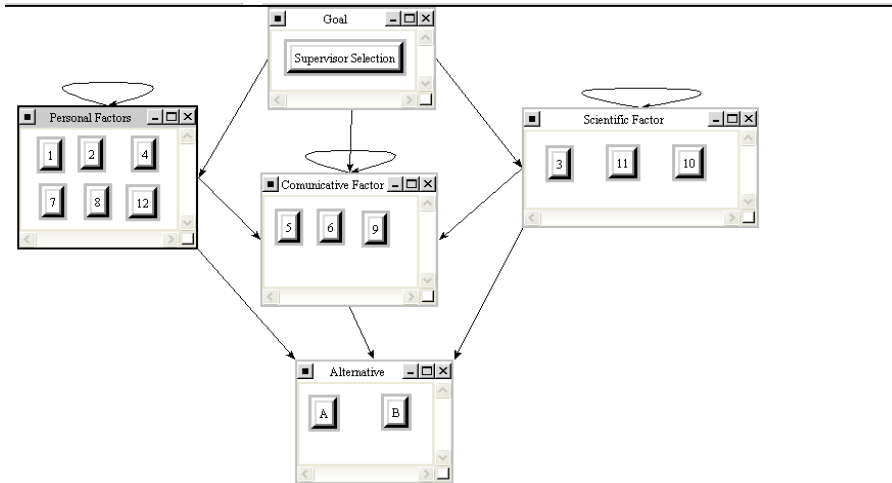 Goal
Supervisor Selection
Personal Factors
1 2 4
7 8 12
Scientific Factor
3 11 10
Comunicative Factor
5 6 9
Alternative
A B